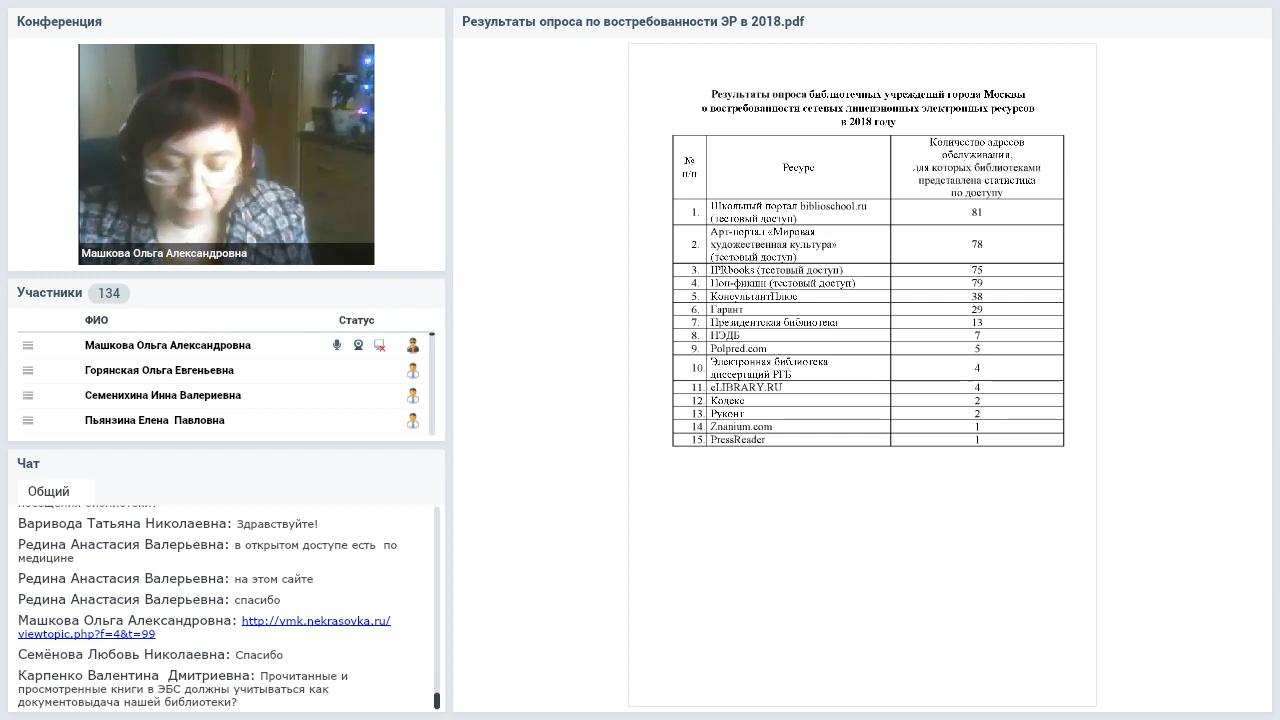 Конференция
Машкова Ольга Александровна
Участники 134
ФИО Статус
Машкова Ольга Александровна
Горянская Ольга Евгеньевна
Семенихина Инна Валериевна
Пьянзина Елена Павловна
Чат
Общий
Варивода Татьяна Николаевна: Здравствуйте!
Редина Анастасия Валерьевна: в открытом доступе есть по
медицине
Редина Анастасия Валерьевна: на этом сайте
Редина Анастасия Валерьевна: спасибо
Машкова Ольга Александровна: http://vmk.nekrasovka.ru/
viewtopic.php?f=4&t=99
Семёнова Любовь Николаевна: Спасибо
Карпенко Валентина Дмитриевна: Прочитанные и
просмотренные книги в ЭБС должны учитываться как
документовыдача нашей библиотеки?
Результаты опроса по востребованности ЭР в 2018.pdf
Результаты опроса библиотечных учреждений города Москвы
о востребованности сетевых лицензионных электронных ресурсов
в 2018 году
№
п/п
Ресурс
Количество адресов
обслуживания,
для которых библиотеками
представлена статистика
по доступу
1. Школьный портал biblioschool.ru
(тестовый доступ) 81
2. Арт-портал «Мировая
художественная культура»
(тестовый доступ) 78
3. IPRbooks (тестовый доступ) 75
4. Нон-фикшн (тестовый доступ) 79
5. КонсультантПлюс 38
6. Гарант 29
7. Президентская библиотека 13
8. НЭДБ 7
9. Polpred.com 5
10. Электронная библиотека
диссертаций РГБ 4
11. eLIBRARY.RU 4
12. Кодекс 2
13. Руконт 2
14. Znanium.com 1
15. PressReader 1